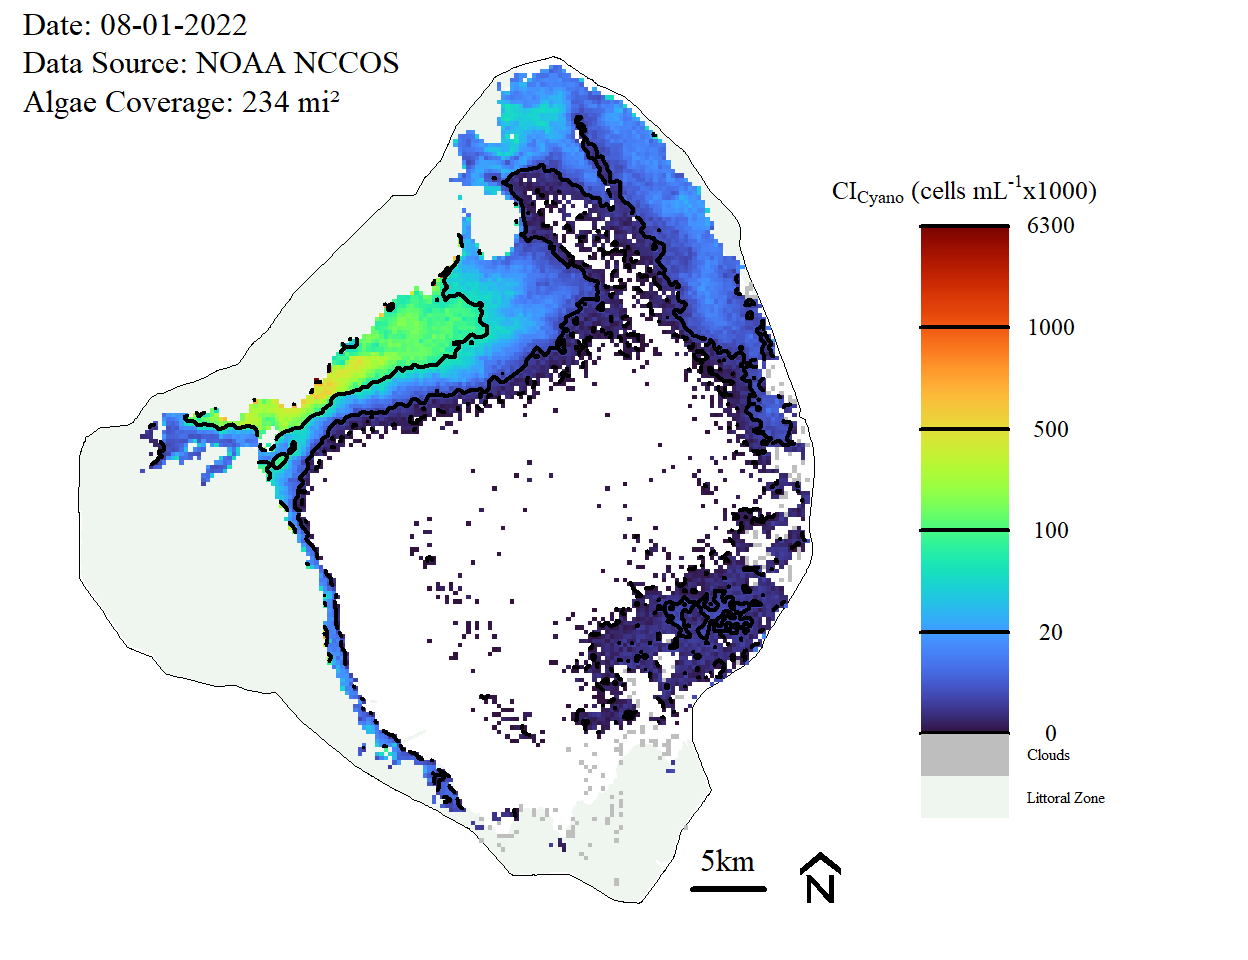 Date: 08-01-2022
Data Source: NOAA NCCOS
Algae Coverage: 234 mi²
CICyano (cells mL-1x1000)
6300
1000
500
100
20
0
Clouds
Littoral Zone
5km
N